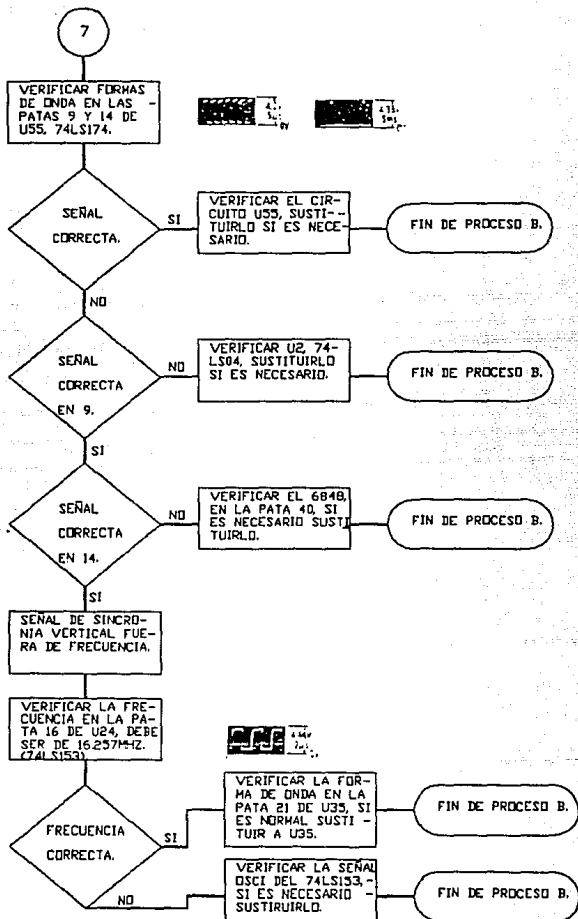 7
VERIFICAR FORMAS
DE ONDA EN LAS -
PATAS 9 Y 14 DE
U55, 74LS174.
SEÑAL
CORRECTA.
SI
VERIFICAR EL CIR-
CUITO U55, SUSTI--
TUIRLO SI ES NECE-
SARIO.
FIN DE PROCESO B.
NO
SEÑAL
CORRECTA
EN 9.
NO
VERIFICAR U2, 74-
LS04, SUSTITUIRLO
SI ES NECESARIO.
FIN DE PROCESO B.
SI
SEÑAL
CORRECTA
EN 14.
NO
VERIFICAR EL 6848,
EN LA PATA 40, SI
ES NECESARIO SUSTI
TUIRLO.
FIN DE PROCESO B.
SI
SEÑAL DE SINCRO-
NIA VERTICAL FUE-
RA DE FRECUENCIA.
VERIFICAR LA FRE-
CUENCIA EN LA PA-
TA 16 DE U24, DEBE
SER DE 16.257MHZ.
(74LS153)
FRECUENCIA
CORRECTA.
SI
VERIFICAR LA FOR-
MA DE ONDA EN LA
PATA 21 DE U35, SI
ES NORMAL SUSTI -
TUIR A U35.
FIN DE PROCESO B.
NO
VERIFICAR LA SEÑAL
OSCI DEL 74LS153,-
SI ES NECESARIO
SUSTIRUIRLO.
FIN DE PROCESO B.